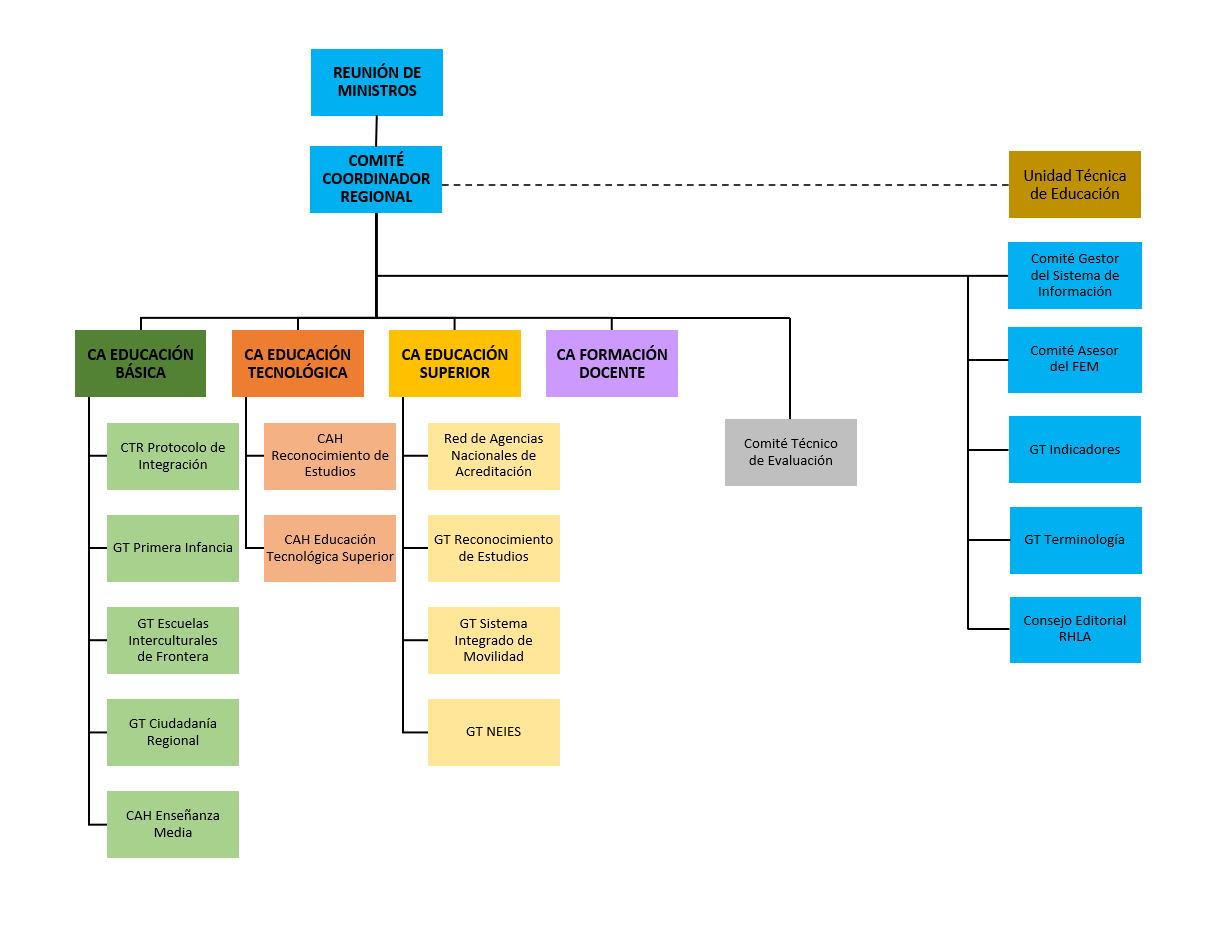 REUNIÓN DE
MINISTROS
COMITÉ
COORDINADOR
REGIONAL
Unidad Técnica
de Educación
Comité Gestor
del Sistema de
Información
Comité Asesor
del FEM
GT Indicadores
GT Terminología
Consejo Editorial
RHLA
CA EDUCACIÓN
BÁSICA
CTR Protocolo de
Integración
GT Primera Infancia
GT Escuelas
Interculturales
de Frontera
GT Ciudadanía
Regional
CAH Enseñanza
Media
CA EDUCACIÓN
TECNOLÓGICA
CAH
Reconocimiento de
Estudios
CAH Educación
Tecnológica Superior
CA EDUCACIÓN
SUPERIOR
Red de Agencias
Nacionales de
Acreditación
GT Reconocimiento
de Estudios
GT Sistema
Integrado de
Movilidad
GT NEIES
CA FORMACIÓN
DOCENTE
Comité Técnico
de Evaluación